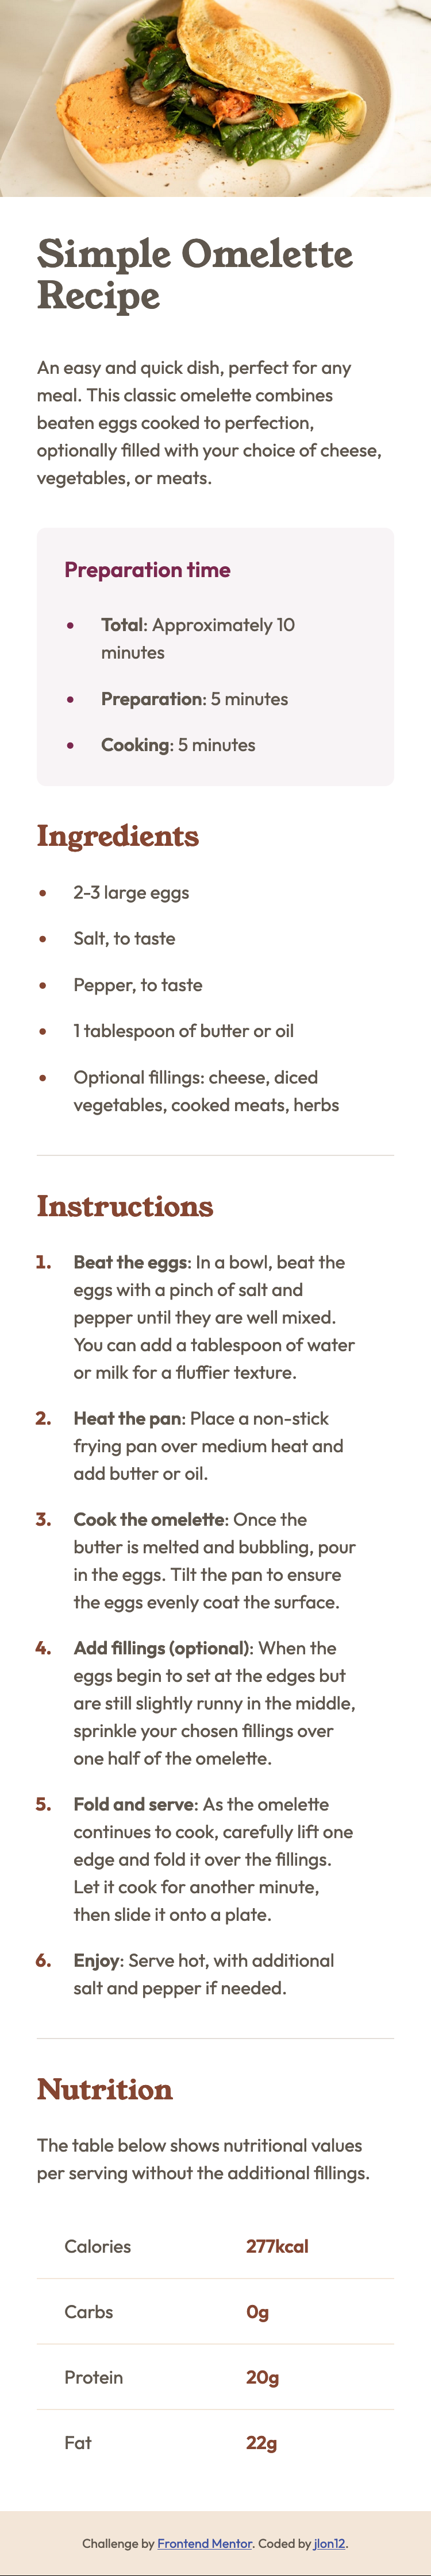 Simple Omelette
Recipe
An easy and quick dish, perfect for any
meal. This classic omelette combines
beaten eggs cooked to perfection,
optionally filled with your choice of cheese,
vegetables, or meats.
Preparation time
• Total: Approximately 10
minutes
• Preparation: 5 minutes
• Cooking: 5 minutes
Ingredients
• 2-3 large eggs
• Salt, to taste
• Pepper, to taste
• 1 tablespoon of butter or oil
• Optional fillings: cheese, diced
vegetables, cooked meats, herbs
Instructions
1. Beat the eggs: In a bowl, beat the
eggs with a pinch of salt and
pepper until they are well mixed.
You can add a tablespoon of water
or milk for a fluffier texture.
2. Heat the pan: Place a non-stick
frying pan over medium heat and
add butter or oil.
3. Cook the omelette: Once the
butter is melted and bubbling, pour
in the eggs. Tilt the pan to ensure
the eggs evenly coat the surface.
4. Add fillings (optional): When the
eggs begin to set at the edges but
are still slightly runny in the middle,
sprinkle your chosen fillings over
one half of the omelette.
5. Fold and serve: As the omelette
continues to cook, carefully lift one
edge and fold it over the fillings.
Let it cook for another minute,
then slide it onto a plate.
6. Enjoy: Serve hot, with additional
salt and pepper if needed.
Nutrition
The table below shows nutritional values
per serving without the additional fillings.
Calories 277kcal
Carbs 0g
Protein 20g
Fat 22g
Challenge by Frontend Mentor. Coded by jlon12.